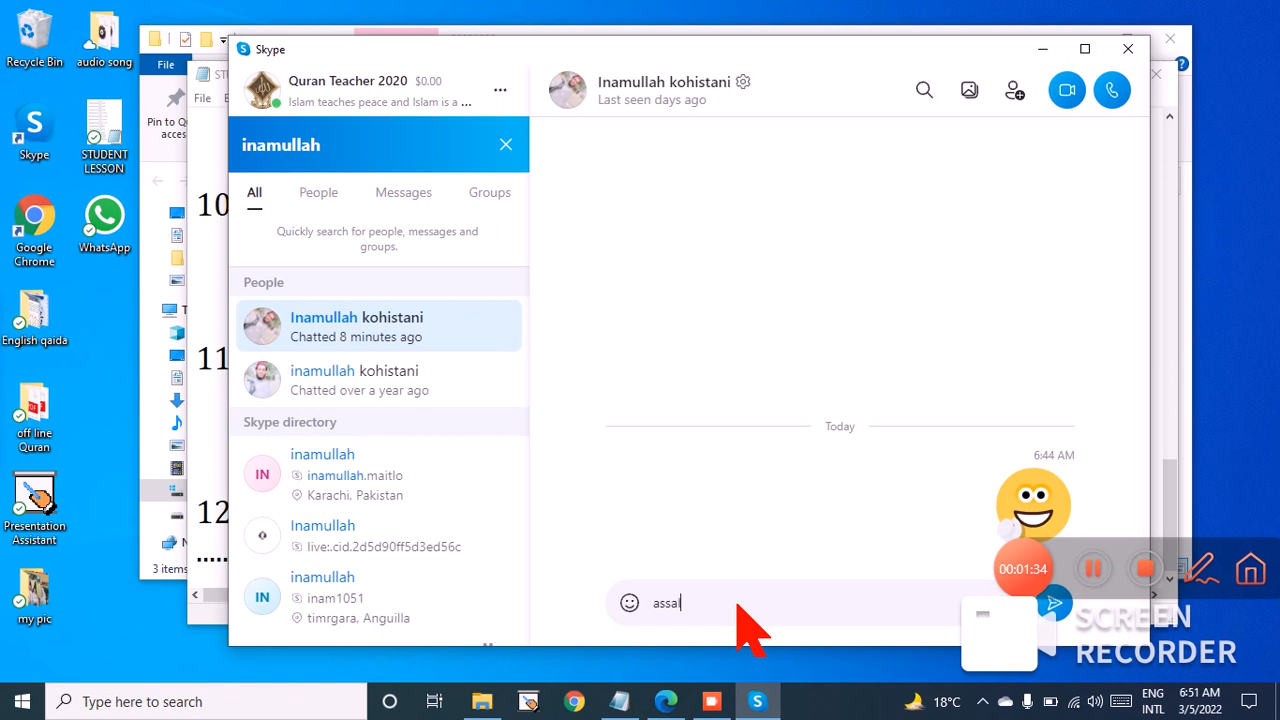 Recycle Bin
audio song
Skype
STUDENT
LESSON
Google
Chrome
WhatsApp
English qaida
off line
Quran
Presentation
Assistant
my pic
File
Pin to Qu
acces
3 items
10
11
12
Skype
Quran Teacher 2020 $0.00
Islam teaches peace and Islam is a ...
inamullah
All People Messages Groups
Quickly search for people, messages and
groups.
People
Inamullah kohistani
Chatted 8 minutes ago
inamullah kohistani
Chatted over a year ago
Skype directory
IN
inamullah
inamullah.maitlo
Karachi, Pakistan
Inamullah
live:.cid.2d5d90ff5d3ed56c
IN
inamullah
inam1051
timrgara, Anguilla
Inamullah kohistani
Last seen days ago
Today
6:44 AM
assal
00:01:34
SCREEN
RECORDER
Type here to search
18°C
ENG
INTL
6:51 AM
3/5/2022